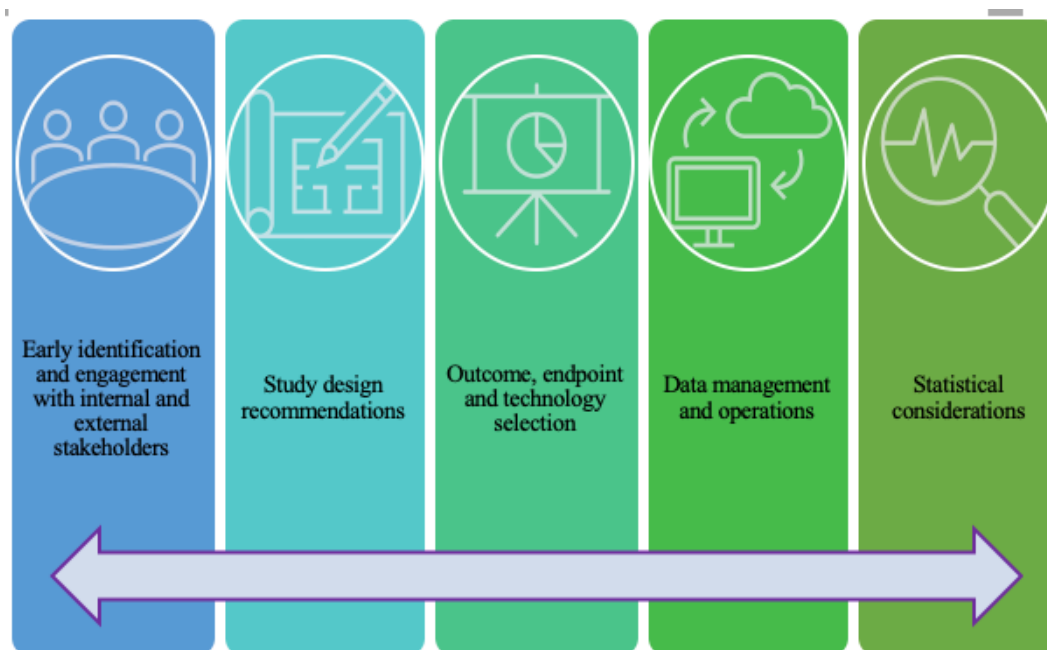 Early identification
and engagement
with internal and
external
stakeholders
Study design
recommendations
Outcome, endpoint
and technology
selection
Data management
and operations
Statistical
considerations